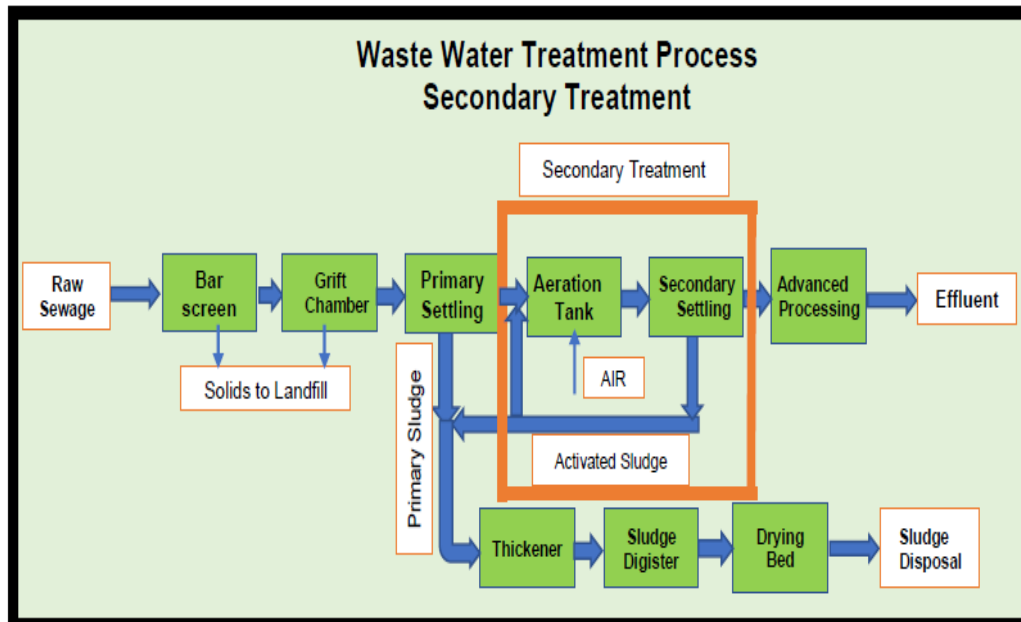 Waste Water Treatment Process
Secondary Treatment
Secondary Treatment
Raw
Sewage
Bar
screen
Grift
Chamber
Primary
Settling
Aeration
Tank
Secondary
Settling
Advanced
Processing
Effluent
Solids to Landfill
AIR
Primary Sludge
Activated Sludge
Thickener
Sludge
Digister
Drying
Bed
Sludge
Disposal